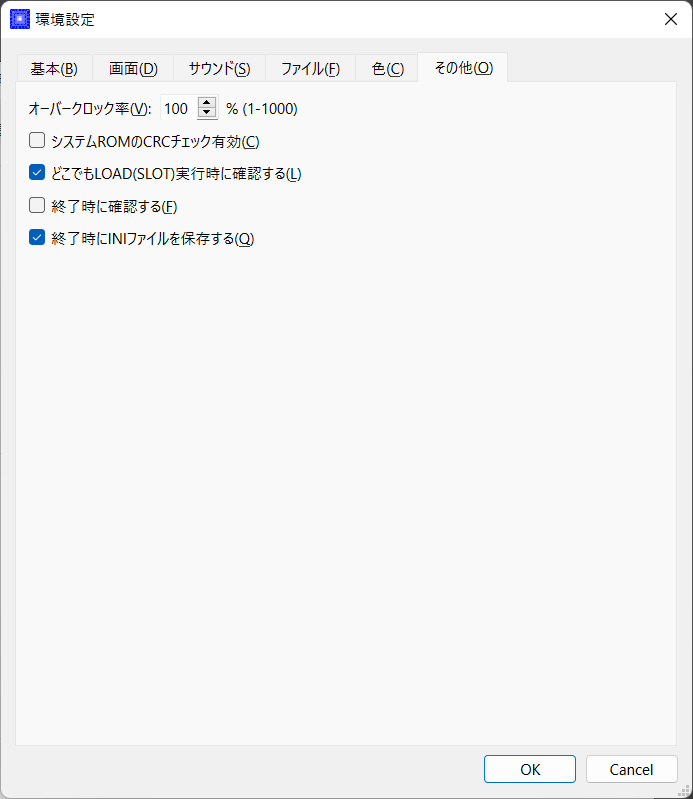 環境設定
基本(B) 画面(D) サウンド(S) ファイル(F) 色(C) その他(O)
オーバークロック率(V): 100 % (1-1000)
システムROMのCRCチェック有効(C)
どこでもLOAD(SLOT)実行時に確認する(L)
終了時に確認する(F)
終了時にINIファイルを保存する(Q)
OK Cancel